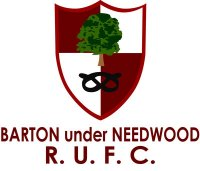 BARTON under NEEDWOOD
R. U. F. C.